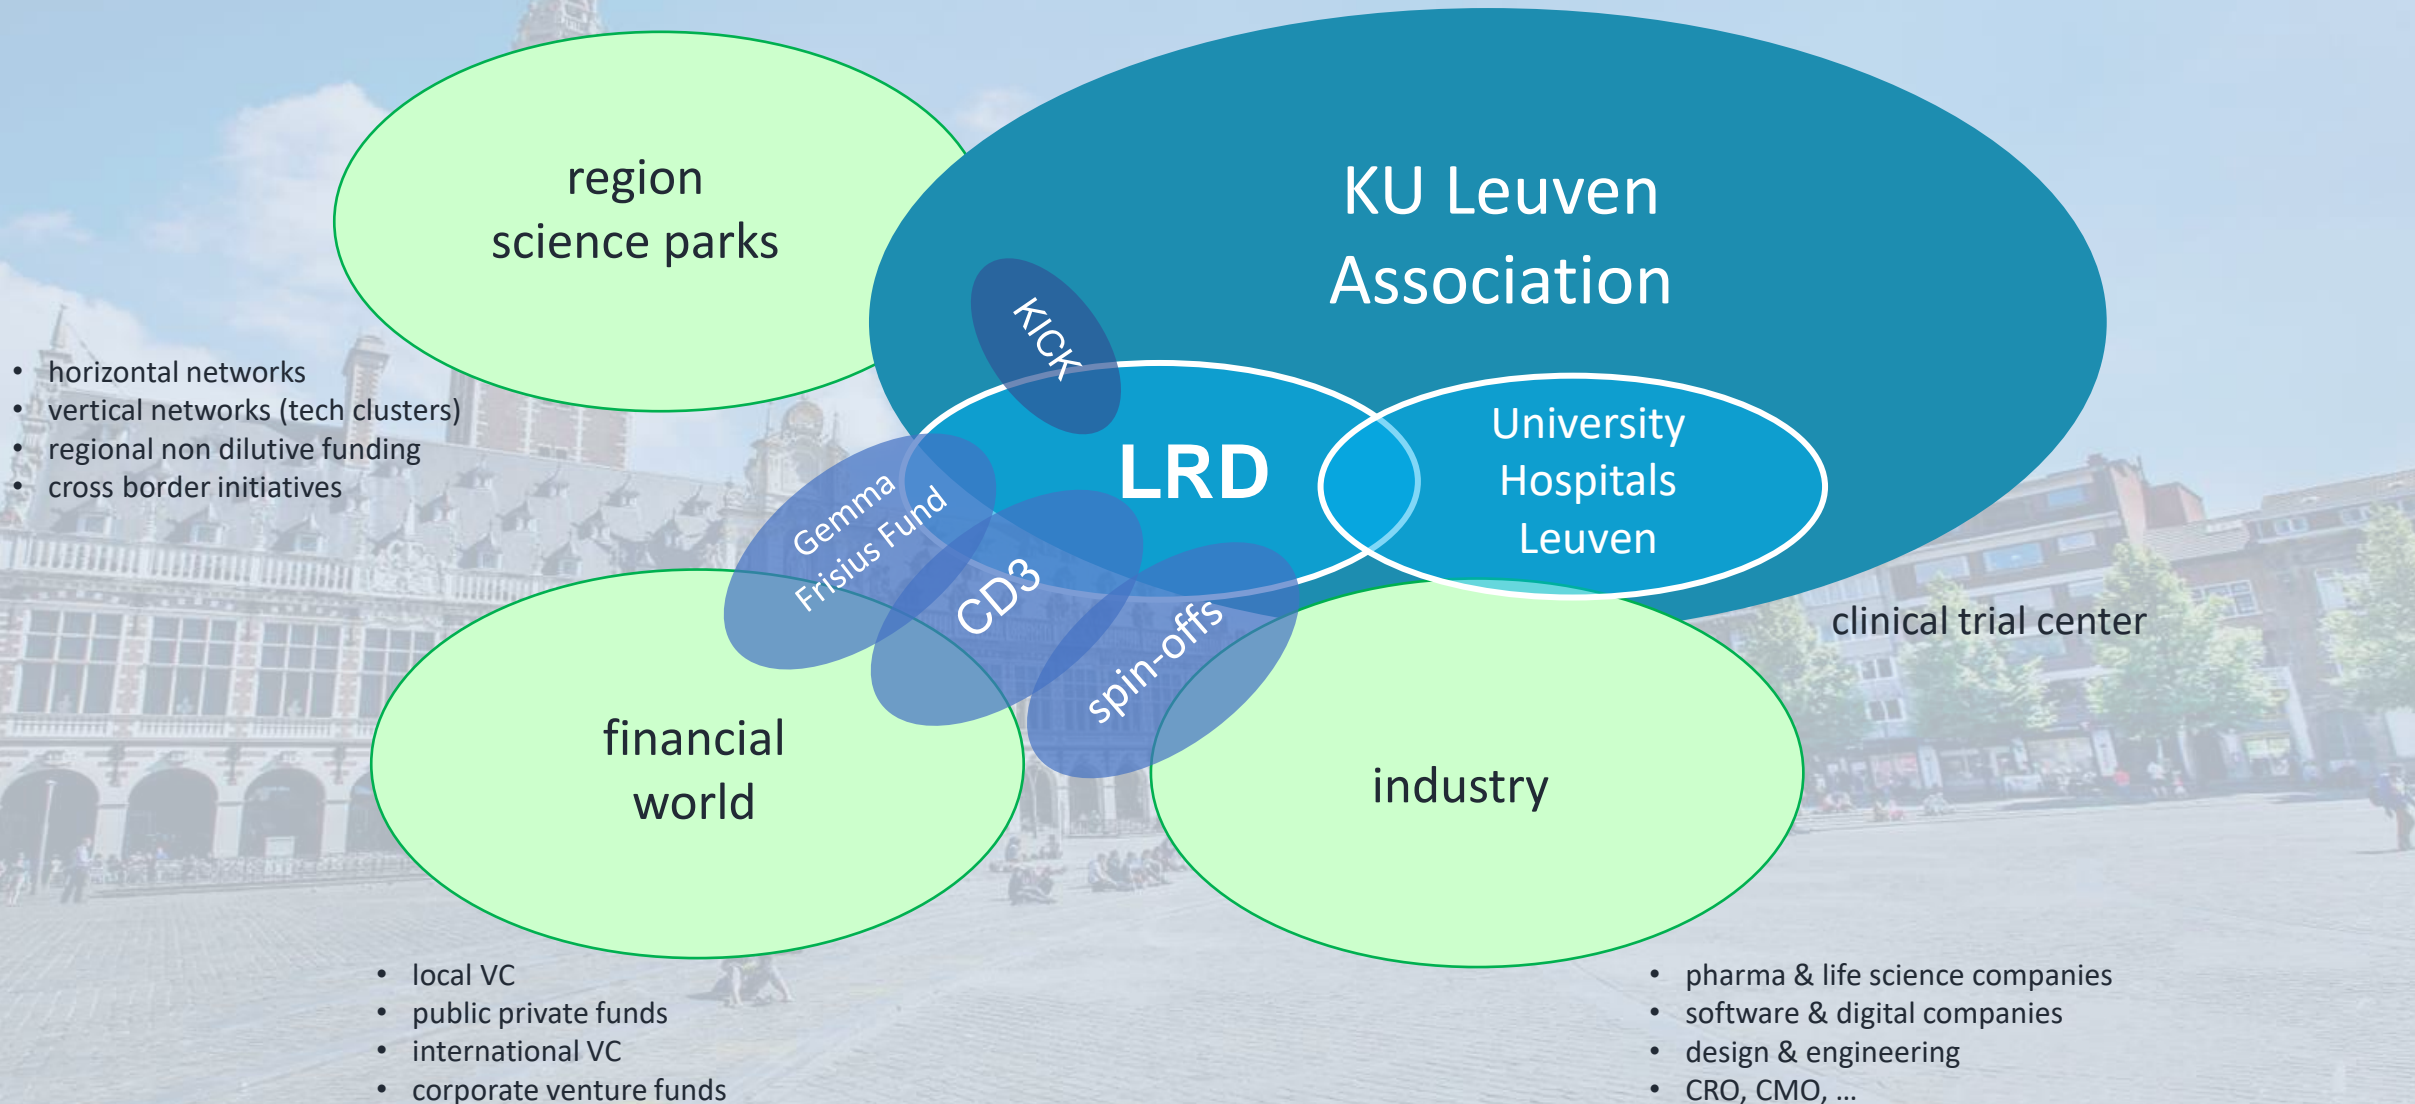 region
science parks
KU Leuven
Association
KICK
• horizontal networks
• vertical networks (tech clusters)
• regional non dilutive funding
• cross border initiatives
LRD
University
Hospitals
Leuven
Gemma
Frisius Fund
CD3
spin-offs
clinical trial center
financial
world
industry
• local VC
• public private funds
• international VC
• corporate venture funds
• pharma & life science companies
• software & digital companies
• design & engineering
• CRO, CMO, ...